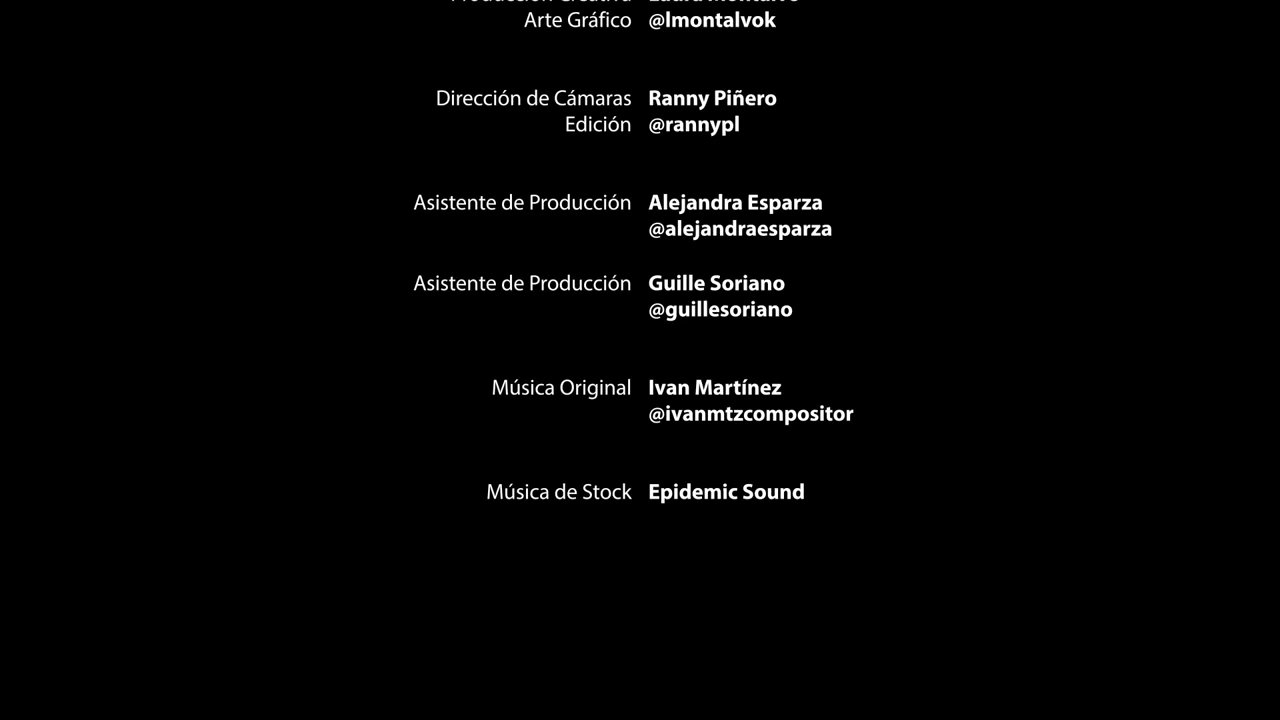 Arte Gráfico @lmontalvok
Dirección de Cámaras Ranny Piñero
Edición @rannypl
Asistente de Producción Alejandra Esparza
@alejandraesparza
Asistente de Producción Guille Soriano
@guillesoriano
Música Original Ivan Martínez
@ivanmtzcompositor
Música de Stock Epidemic Sound